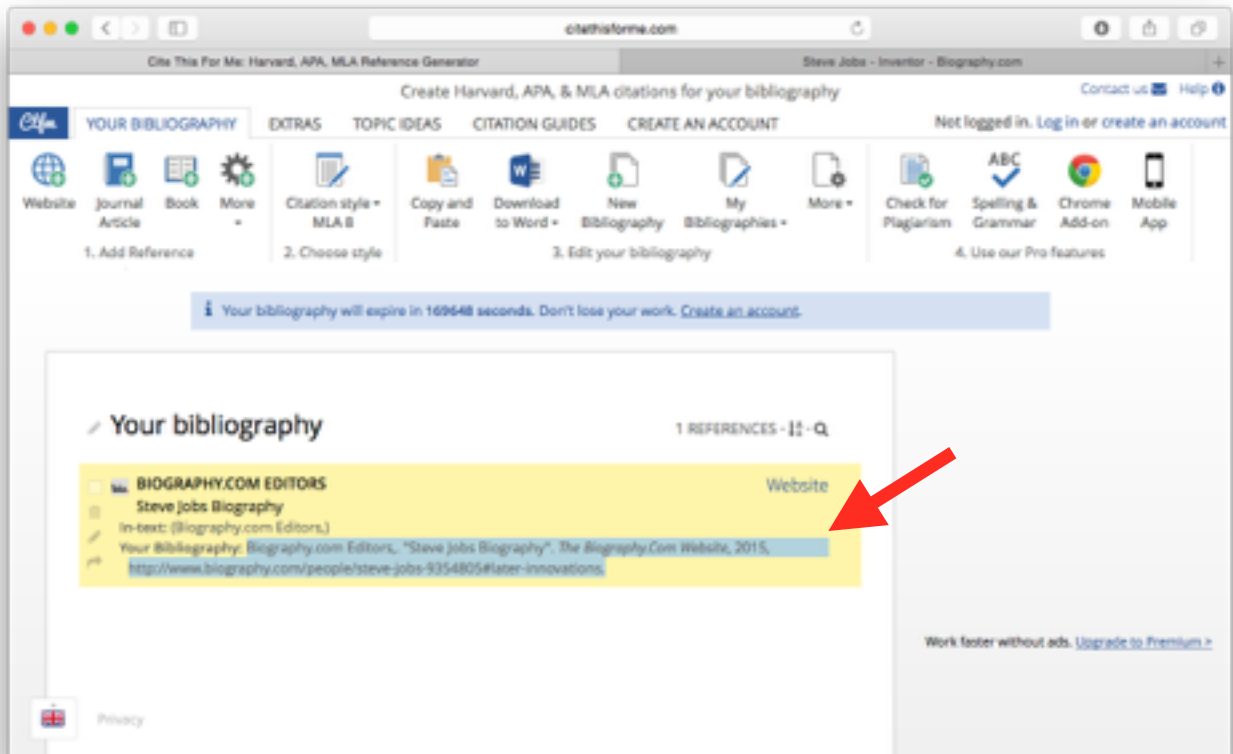 citethisforme.com
Cite This For Me: Harvard, APA, MLA Reference Generator
Steve Jobs - Inventor - Biography.com
Create Harvard, APA, & MLA citations for your bibliography
Contact us
Help
Ctfm
YOUR BIBLIOGRAPHY
EXTRAS
TOPIC IDEAS
CITATION GUIDES
CREATE AN ACCOUNT
Not logged in. Log in or create an account
Website
Journal
Article
Book
More
Citation style
MLA 8
Copy and
Paste
W
Download
to Word
New
Bibliography
My
Bibliographies
More
Check for
Plagiarism
ABC
Spelling &
Grammar
Chrome
Add-on
Mobile
App
1. Add Reference
2. Choose style
3. Edit your bibliography
4. Use our Pro features
i Your bibliography will expire in 169648 seconds. Don't lose your work. Create an account.
Your bibliography
1 REFERENCES
BIOGRAPHY.COM EDITORS
Website
Steve Jobs Biography
In-text: (Biography.com Editors,)
Your Bibliography: Biography.com Editors,. "Steve Jobs Biography". The Biography.Com Website, 2015,
http://www.biography.com/people/steve-jobs-9354805#later-innovations.
Work faster without ads. Upgrade to Premium >
Privacy